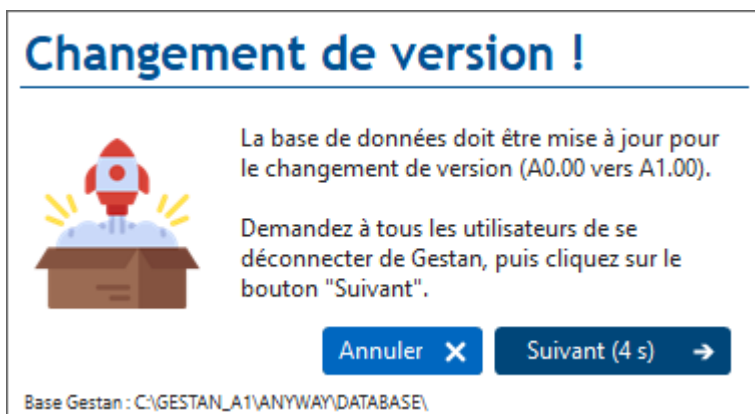 Changement de version !
La base de données doit être mise à jour pour
le changement de version (A0.00 vers A1.00).
Demandez à tous les utilisateurs de se
déconnecter de Gestan, puis cliquez sur le
bouton "Suivant".
Annuler
Suivant (4 s)
Base Gestan : C:\GESTAN_A1\ANYWAY\DATABASE\